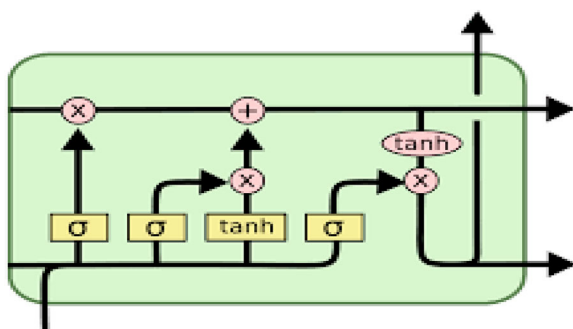 × +
tanh
× ×
σ σ tanh σ